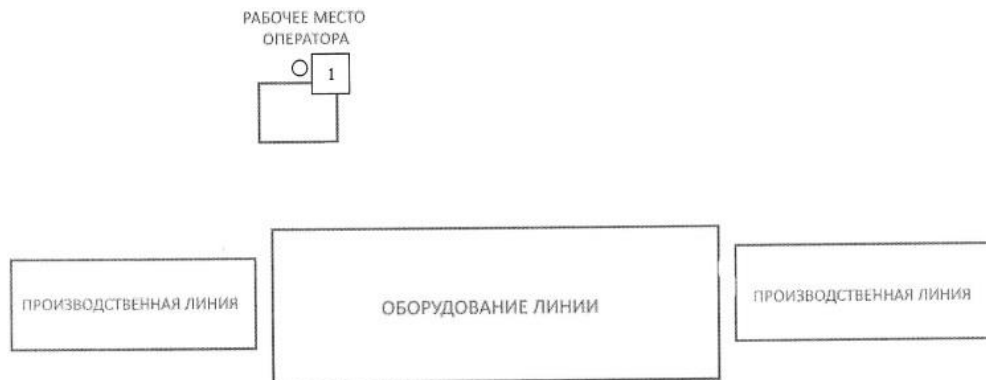 РАБОЧЕЕ МЕСТО
ОПЕРАТОРА
1
ПРОИЗВОДСТВЕННАЯ ЛИНИЯ
ОБОРУДОВАНИЕ ЛИНИИ
ПРОИЗВОДСТВЕННАЯ ЛИНИЯ